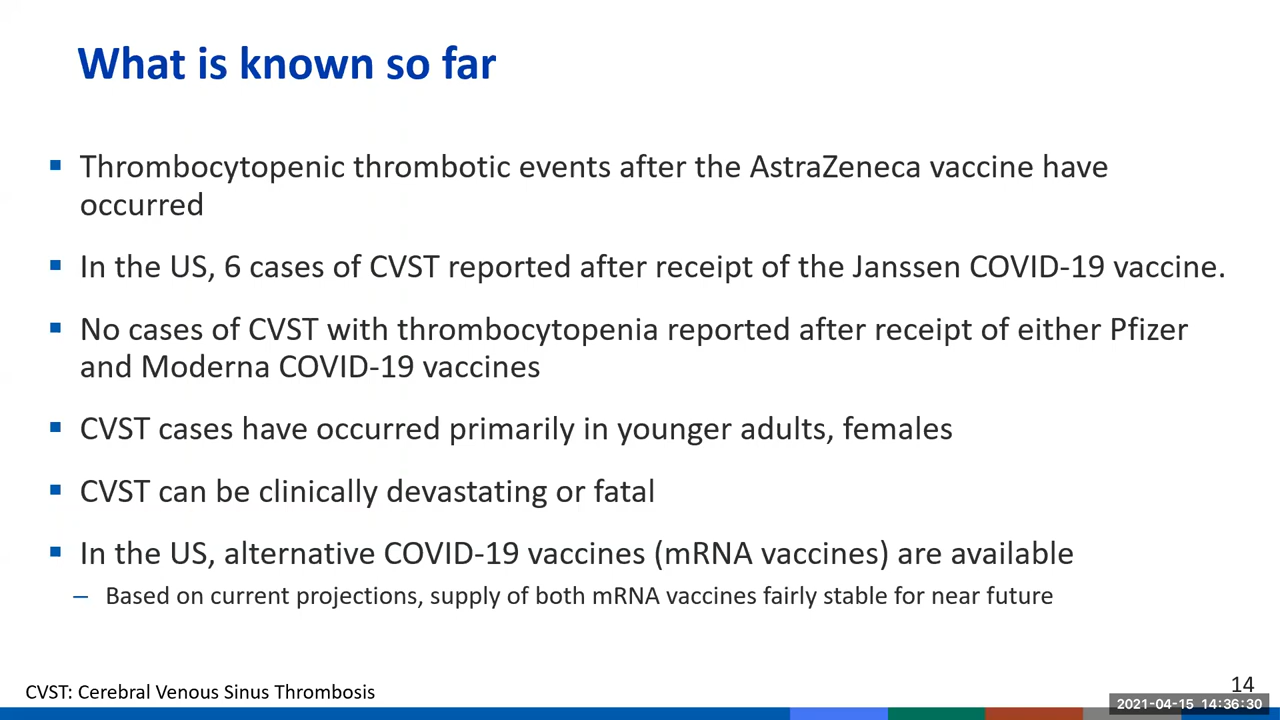 What is known so far
▪ Thrombocytopenic thrombotic events after the AstraZeneca vaccine have
occurred
▪ In the US, 6 cases of CVST reported after receipt of the Janssen COVID-19 vaccine.
▪ No cases of CVST with thrombocytopenia reported after receipt of either Pfizer
and Moderna COVID-19 vaccines
▪ CVST cases have occurred primarily in younger adults, females
▪ CVST can be clinically devastating or fatal
▪ In the US, alternative COVID-19 vaccines (mRNA vaccines) are available
– Based on current projections, supply of both mRNA vaccines fairly stable for near future
CVST: Cerebral Venous Sinus Thrombosis
14
2021-04-15 14:36:30